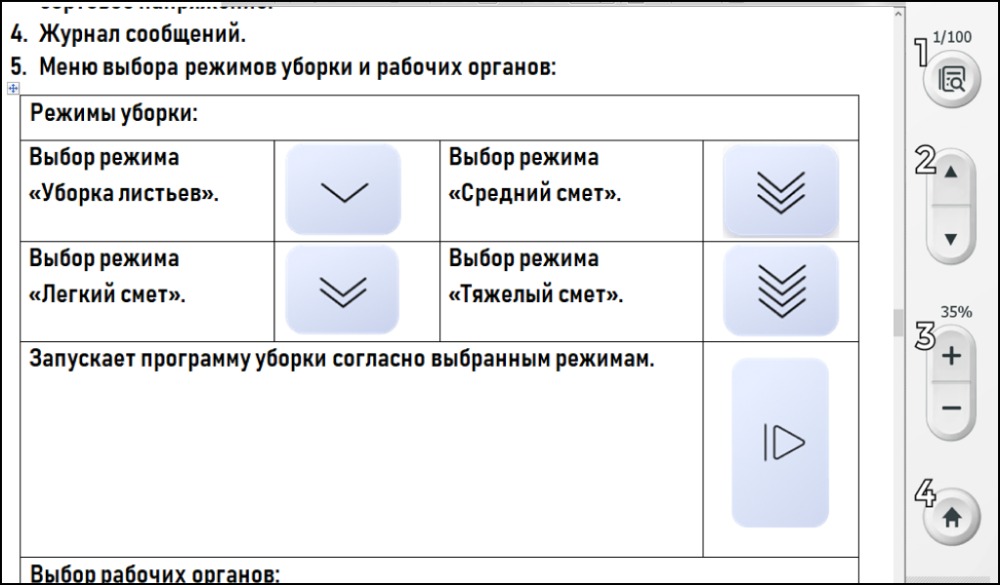 бортовое напряжение.
4. Журнал сообщений.
5. Меню выбора режимов уборки и рабочих органов:
Режимы уборки:
Выбор режима
«Уборка листьев».
Выбор режима
«Средний смет».
Выбор режима
«Легкий смет».
Выбор режима
«Тяжелый смет».
Запускает программу уборки согласно выбранным режимам.
Выбор рабочих органов:
1
1/100
2
35%
3
4